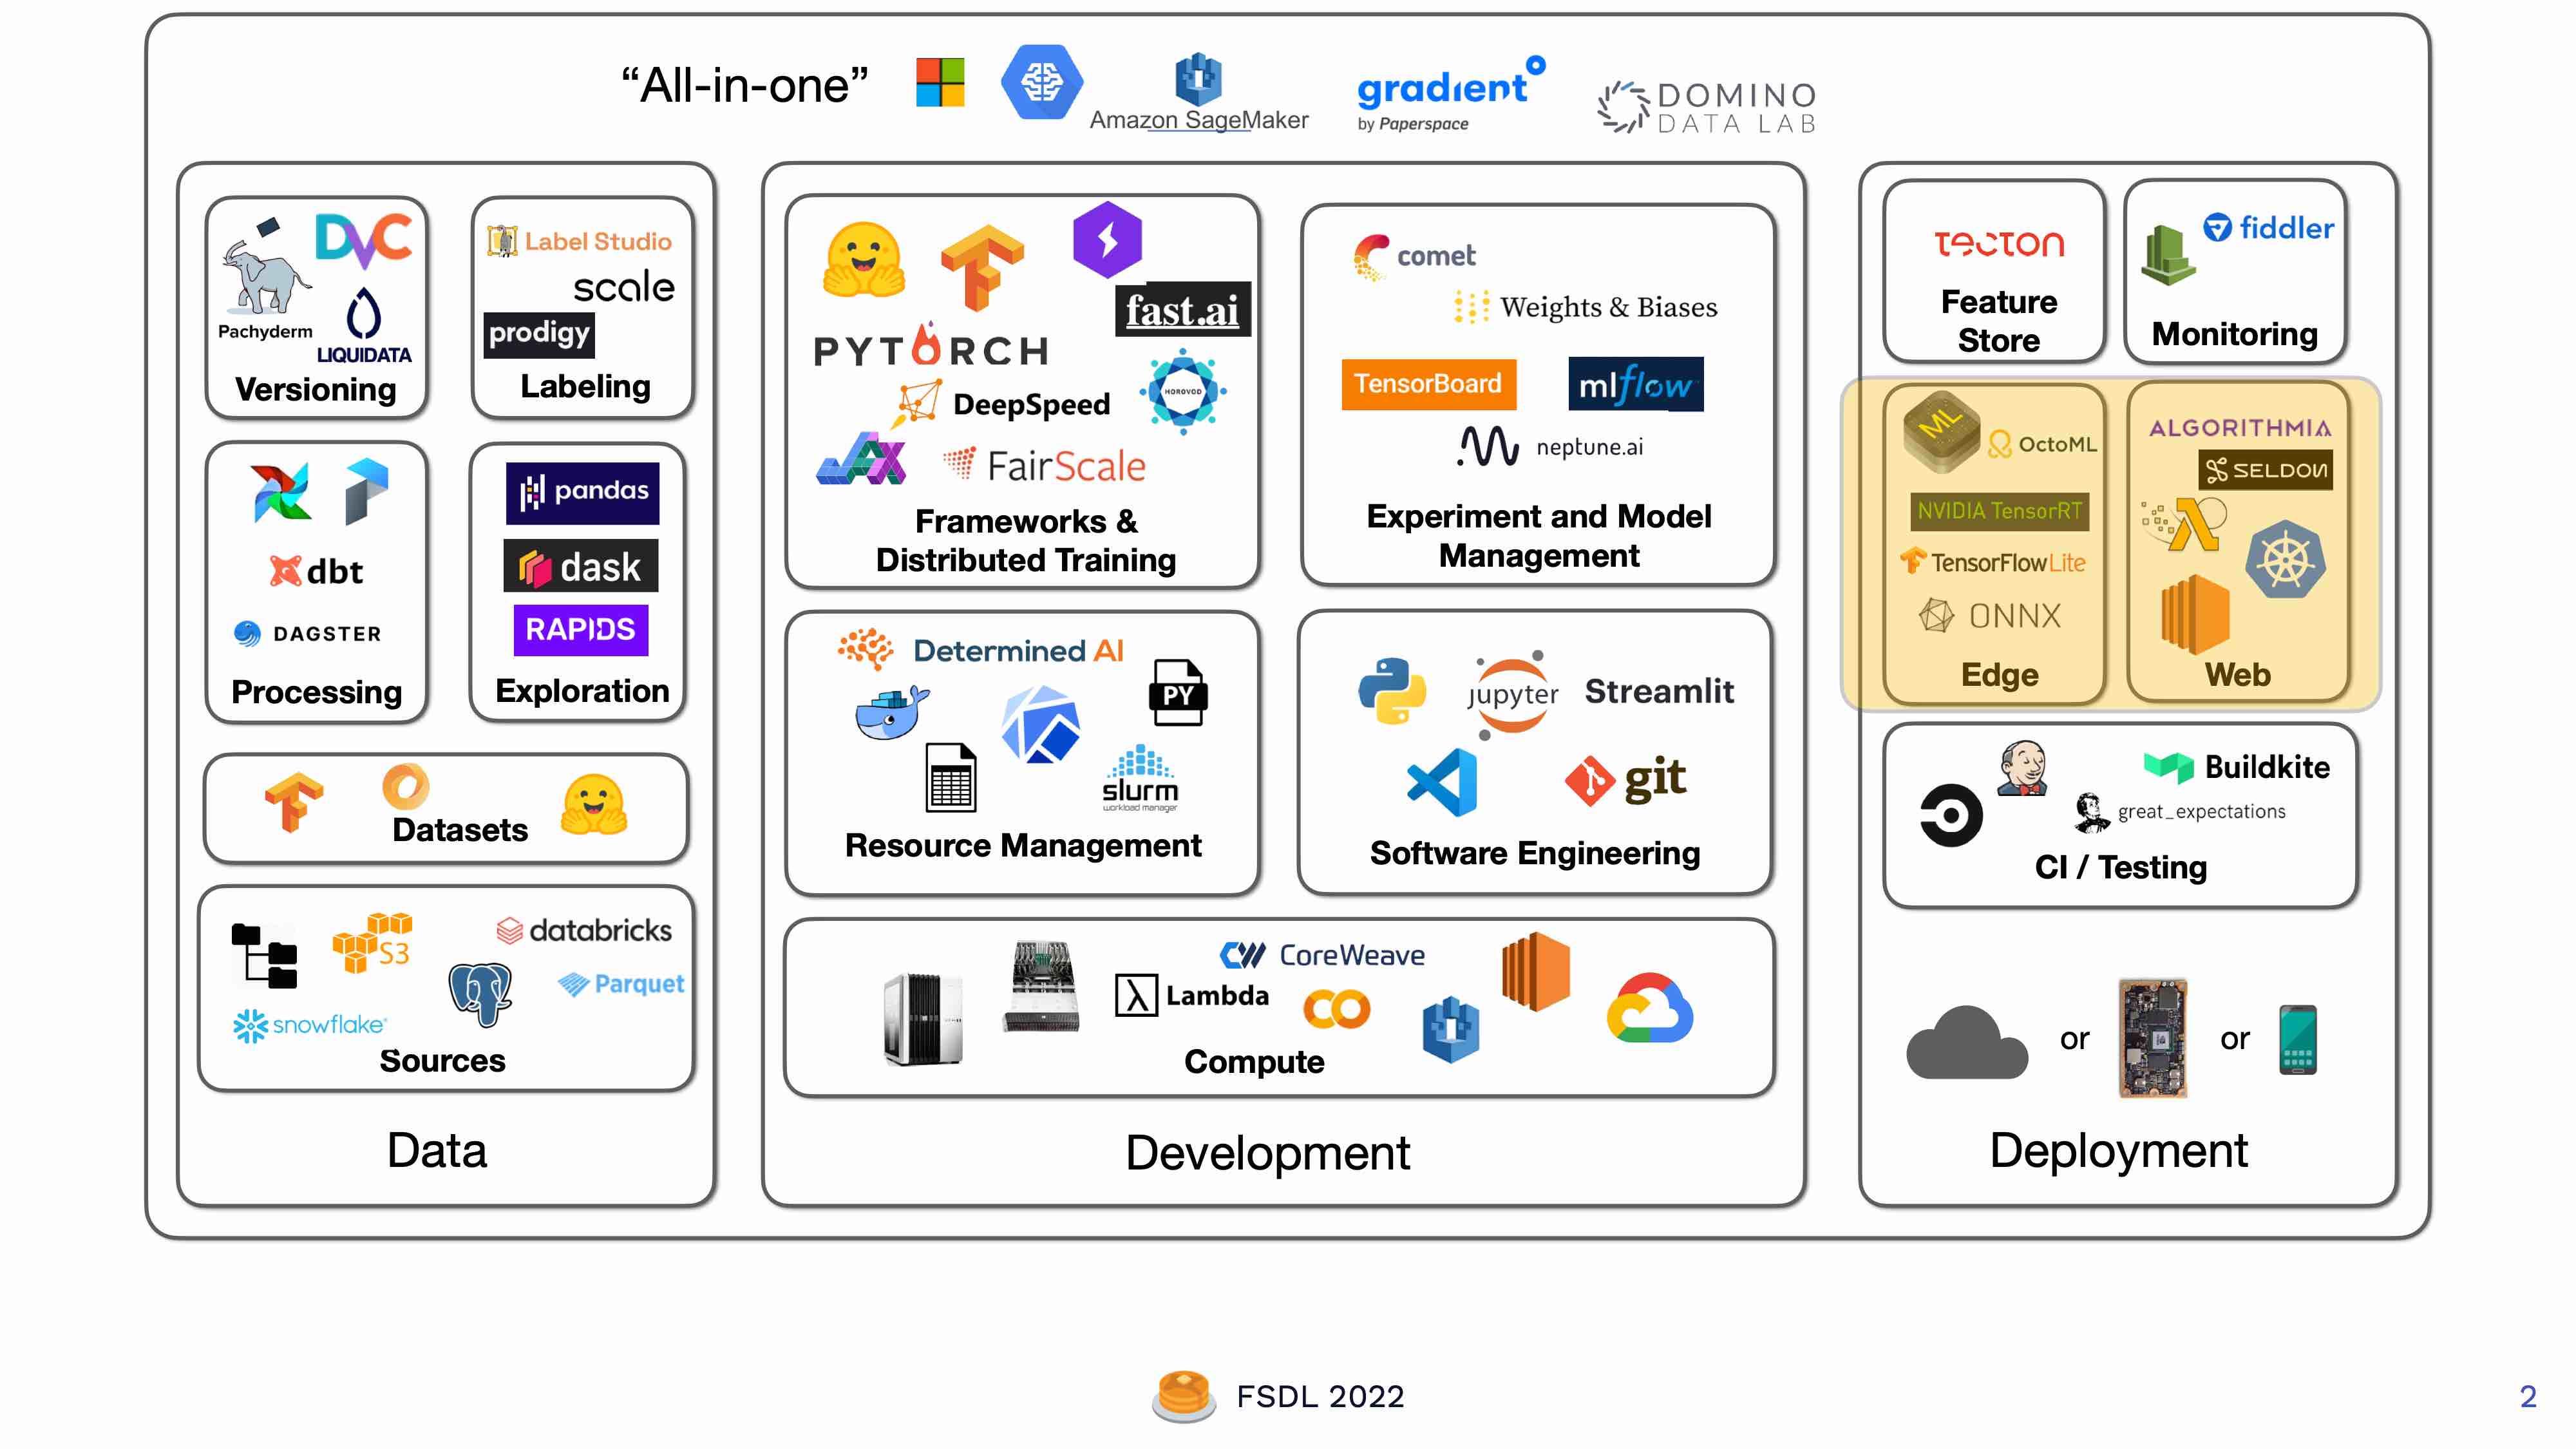 “All-in-one”
Amazon SageMaker
gradient
by Paperspace
DOMINO
DATA LAB
DVC
Pachyderm
LIQUIDATA
Versioning
Label Studio
scale
prodigy
Labeling
dbt
DAGSTER
Processing
pandas
dask
RAPIDS
Exploration
Datasets
S3
databricks
Parquet
snowflake
Sources
Data
fast.ai
PYTORCH
HOROVOD
DeepSpeed
JAX
FairScale
Frameworks &
Distributed Training
comet
Weights & Biases
TensorBoard
mlflow
neptune.ai
Experiment and Model
Management
Determined AI
PY
slurm
workload manager
Resource Management
jupyter
Streamlit
git
Software Engineering
CoreWeave
Lambda
Compute
Development
TECTON
Feature
Store
fiddler
Monitoring
ML
OctoML
NVIDIA TensorRT
TensorFlow Lite
ONNX
Edge
ALGORITHMIA
SELDON
Web
Buildkite
great_expectations
CI / Testing
or
or
Deployment
FSDL 2022
2